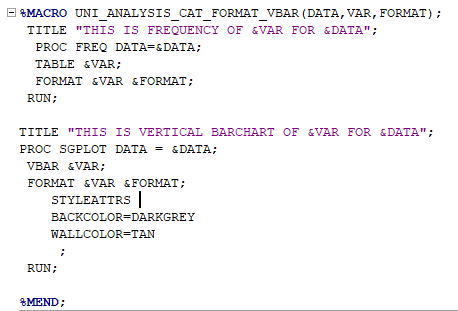 %MACRO UNI_ANALYSIS_CAT_FORMAT_VBAR(DATA,VAR,FORMAT);
TITLE "THIS IS FREQUENCY OF &VAR FOR &DATA";
PROC FREQ DATA=&DATA;
TABLE &VAR;
FORMAT &VAR &FORMAT;
RUN;
TITLE "THIS IS VERTICAL BARCHART OF &VAR FOR &DATA";
PROC SGPLOT DATA = &DATA;
VBAR &VAR;
FORMAT &VAR &FORMAT;
STYLEATTRS
BACKCOLOR=DARKGREY
WALLCOLOR=TAN
;
RUN;
%MEND;